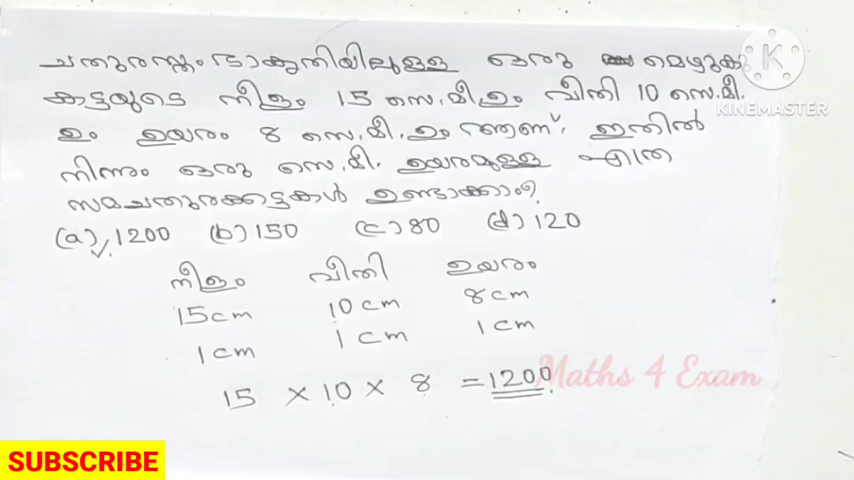 ചതുരസ്തംഭാകൃതിയിലുള്ള ഒരു മെഴുകു
കട്ടയുടെ നീളം 15 സെ.മീ.ഉം വീതി 10 സെ.മീ.
ഉം ഉയരം 8 സെ.മീ.ഉം ആണ്. ഇതിൽ
നിന്നും ഒരു സെ.മീ. ഉയരമുള്ള എത്ര
സമചതുരക്കട്ടകൾ ഉണ്ടാക്കാം?
(a) 1200 (b) 150 (c) 80 (d) 120
നീളം വീതി ഉയരം
15cm 10cm 8cm
1cm 1cm 1cm
15 × 10 × 8 = 1200
K
KINEMASTER
Maths 4 Exam
SUBSCRIBE